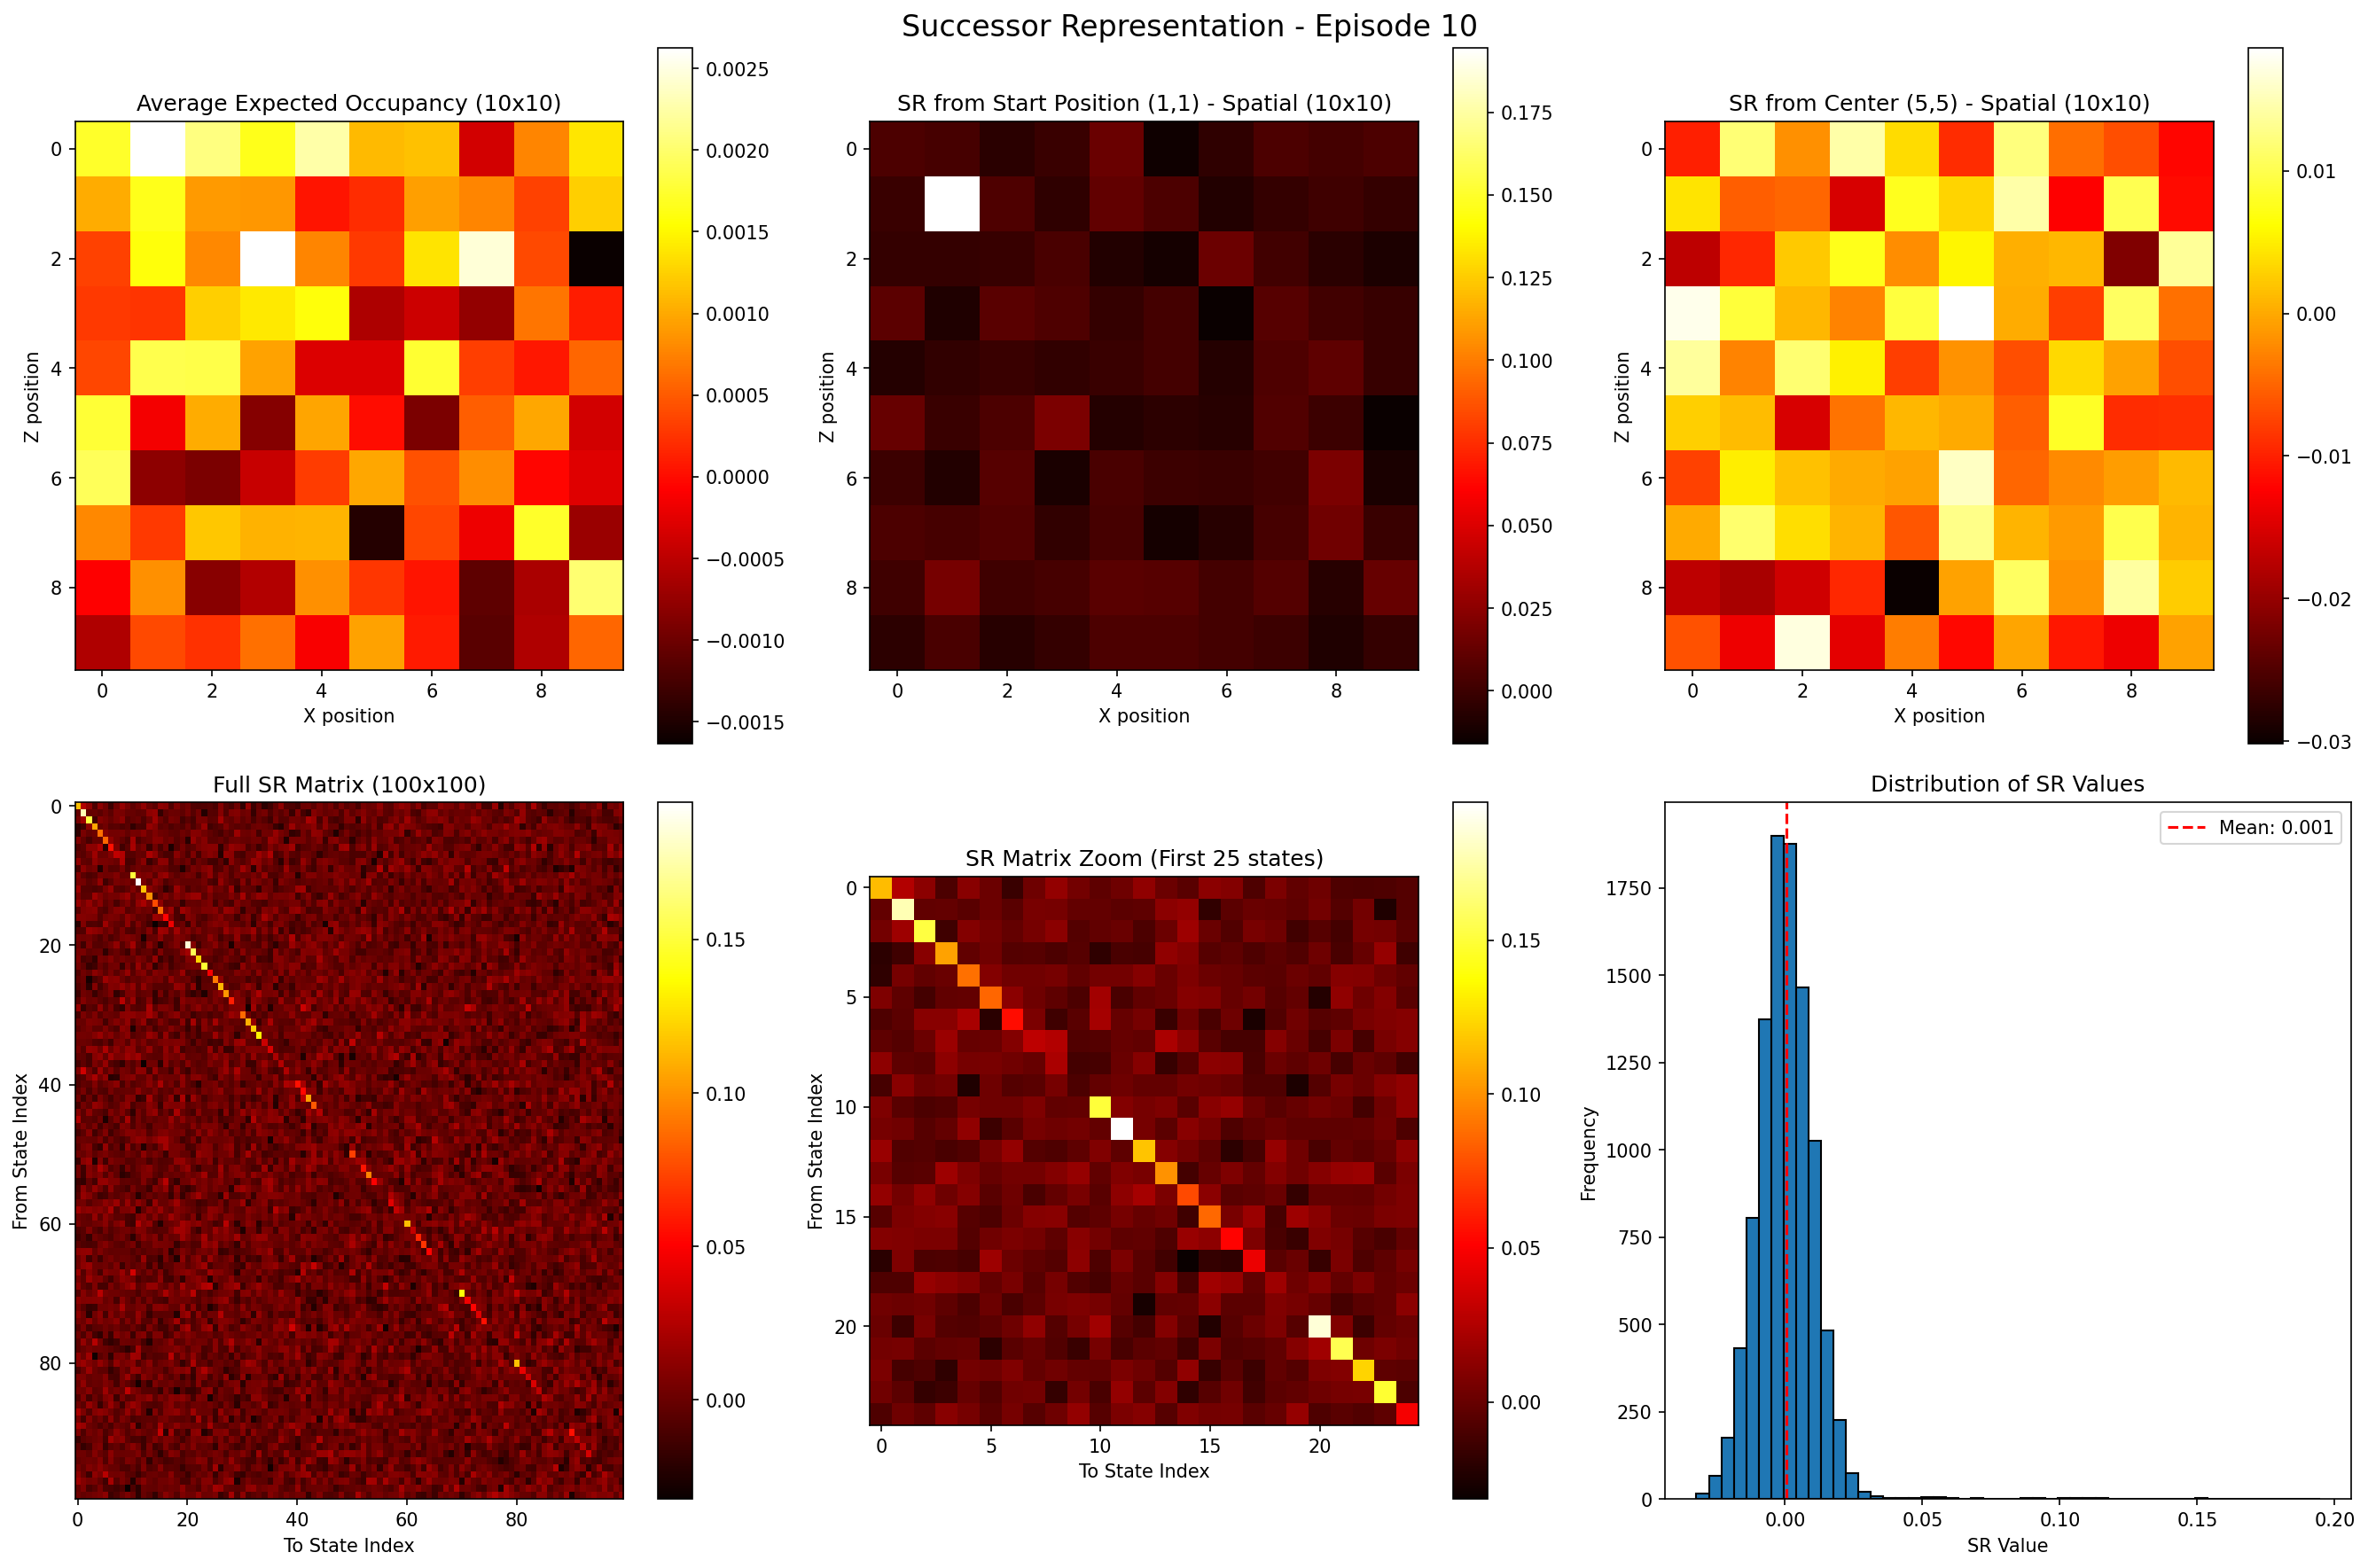 Successor Representation - Episode 10
Average Expected Occupancy (10x10)
Z position
0
2
4
6
8
0 2 4 6 8
X position
0.0025
0.0020
0.0015
0.0010
0.0005
0.0000
−0.0005
−0.0010
−0.0015
SR from Start Position (1,1) - Spatial (10x10)
Z position
0
2
4
6
8
0 2 4 6 8
X position
0.175
0.150
0.125
0.100
0.075
0.050
0.025
0.000
SR from Center (5,5) - Spatial (10x10)
Z position
0
2
4
6
8
0 2 4 6 8
X position
0.01
0.00
−0.01
−0.02
−0.03
Full SR Matrix (100x100)
From State Index
0
20
40
60
80
0 20 40 60 80
To State Index
0.15
0.10
0.05
0.00
SR Matrix Zoom (First 25 states)
From State Index
0
5
10
15
20
0 5 10 15 20
To State Index
0.15
0.10
0.05
0.00
Distribution of SR Values
Mean: 0.001
Frequency
1750
1500
1250
1000
750
500
250
0
0.00 0.05 0.10 0.15 0.20
SR Value